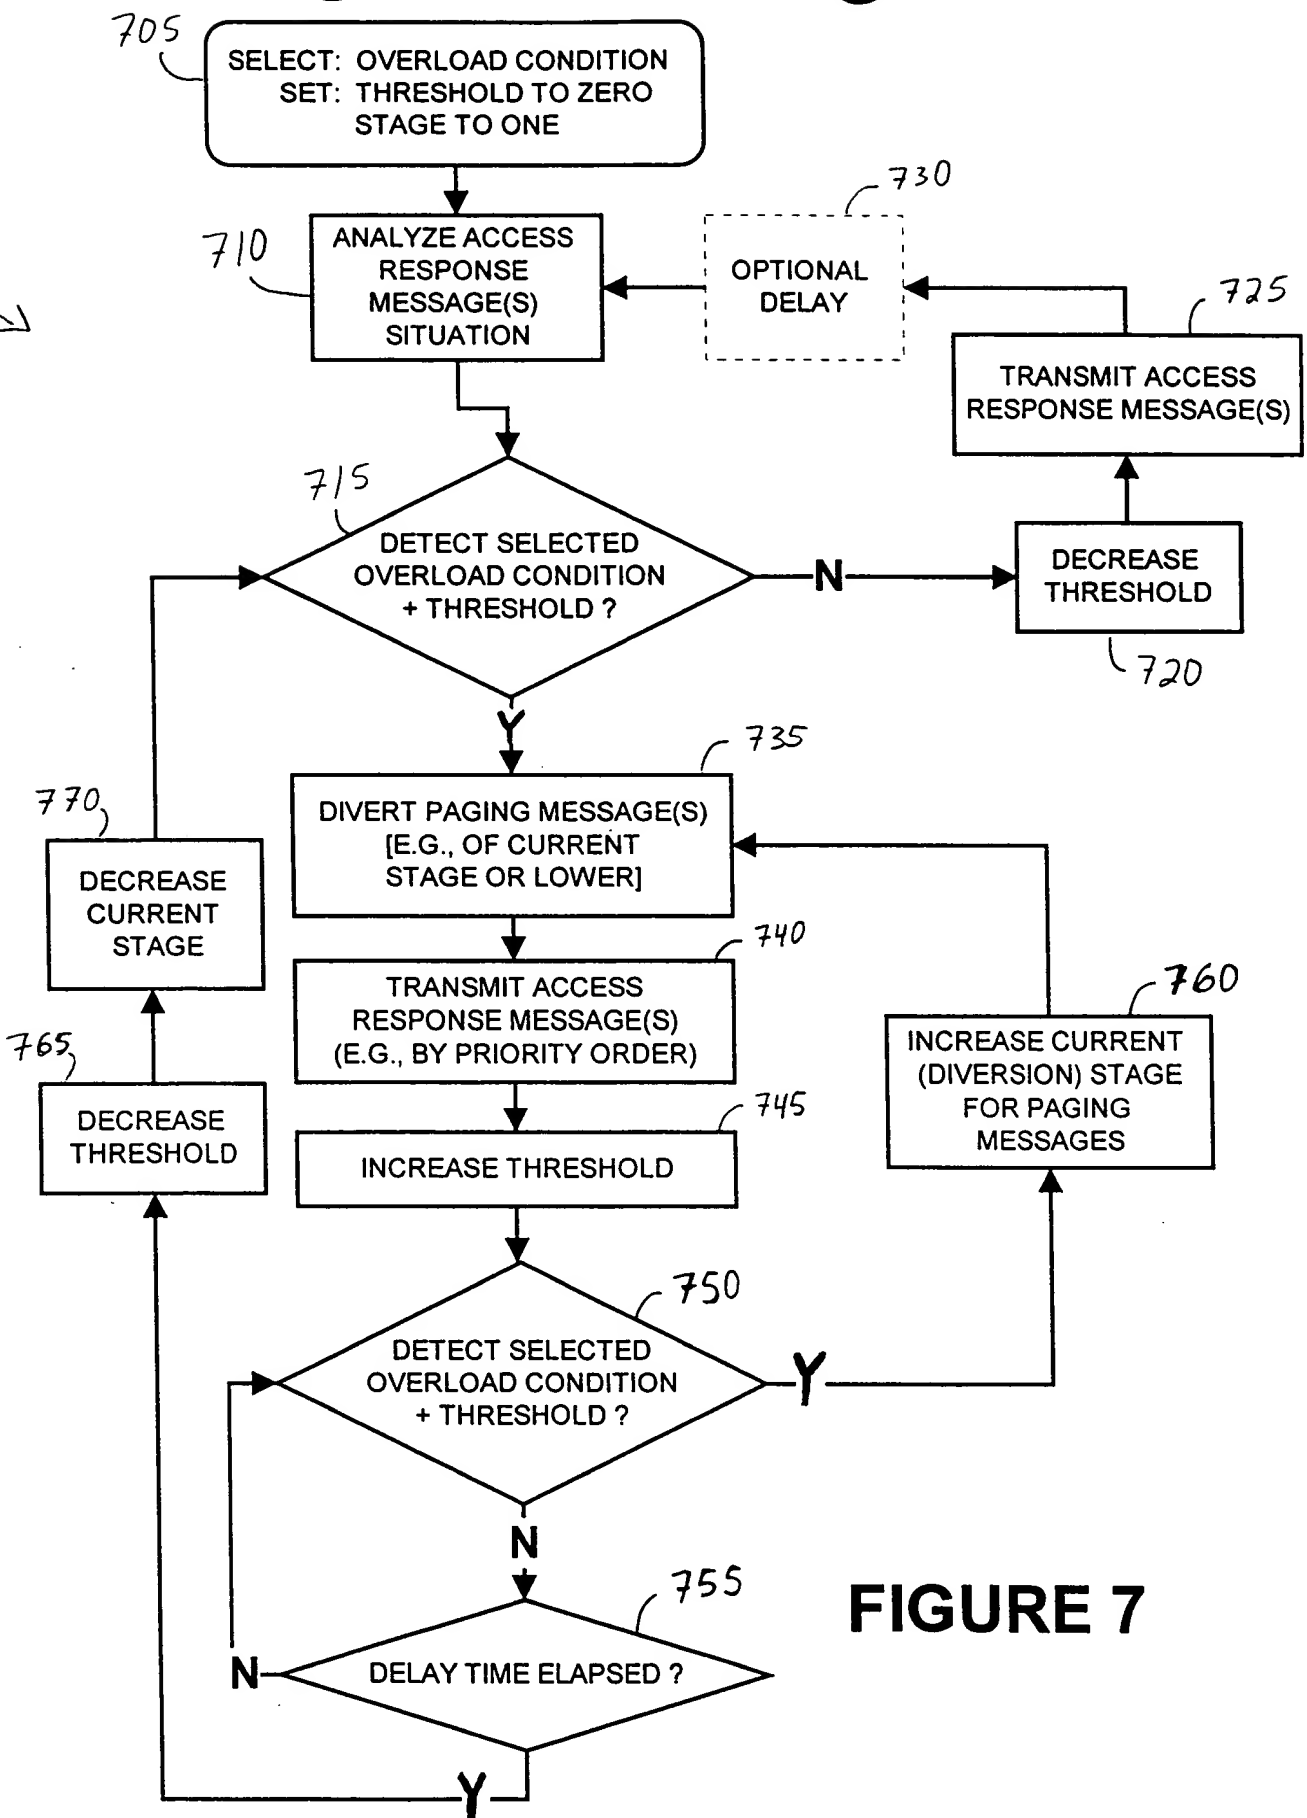 705
SELECT: OVERLOAD CONDITION
SET: THRESHOLD TO ZERO
STAGE TO ONE
730
710
ANALYZE ACCESS
RESPONSE
MESSAGE(S)
SITUATION
OPTIONAL
DELAY
725
TRANSMIT ACCESS
RESPONSE MESSAGE(S)
715
DETECT SELECTED
OVERLOAD CONDITION
+ THRESHOLD ?
N
DECREASE
THRESHOLD
720
Y
735
DIVERT PAGING MESSAGE(S)
[E.G., OF CURRENT
STAGE OR LOWER]
770
DECREASE
CURRENT
STAGE
740
TRANSMIT ACCESS
RESPONSE MESSAGE(S)
(E.G., BY PRIORITY ORDER)
760
INCREASE CURRENT
(DIVERSION) STAGE
FOR PAGING
MESSAGES
765
DECREASE
THRESHOLD
745
INCREASE THRESHOLD
750
DETECT SELECTED
OVERLOAD CONDITION
+ THRESHOLD ?
Y
N
755
DELAY TIME ELAPSED ?
N
Y
FIGURE 7